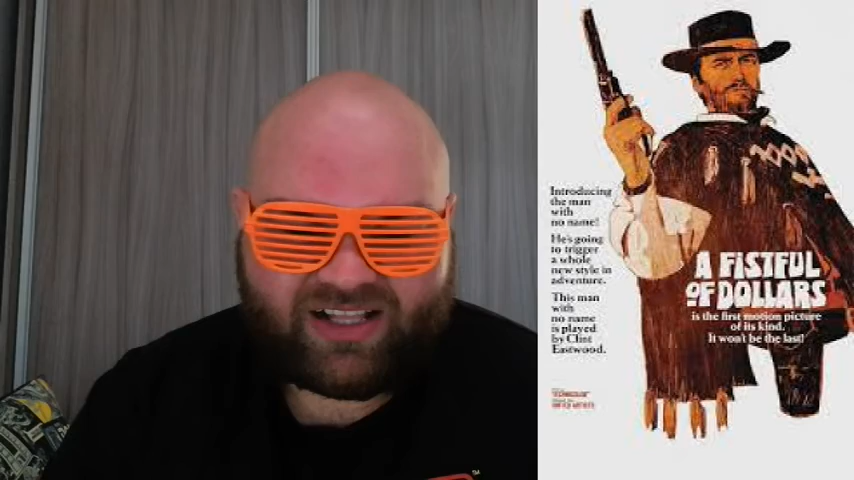 Introducing
the man
with
no name!
He's going
to trigger
a whole
new style in
adventure.
This man
with
no name
is played
by Clint
Eastwood.
A FISTFUL
OF DOLLARS
is the first motion picture
of its kind.
It won't be the last!
TM